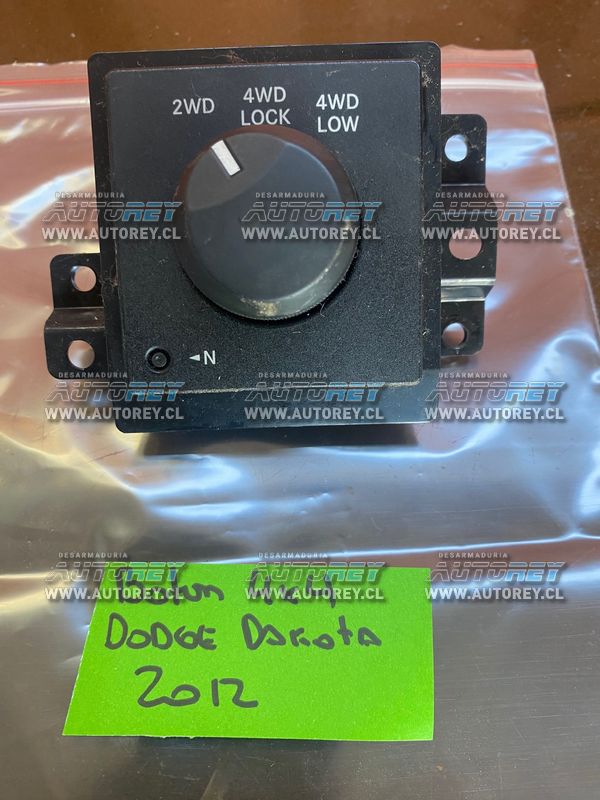 2WD 4WD LOCK 4WD LOW
◄N
DESARMADURIA
AUTOREY
WWW.AUTOREY.CL
DODGE DAKOTA
2012